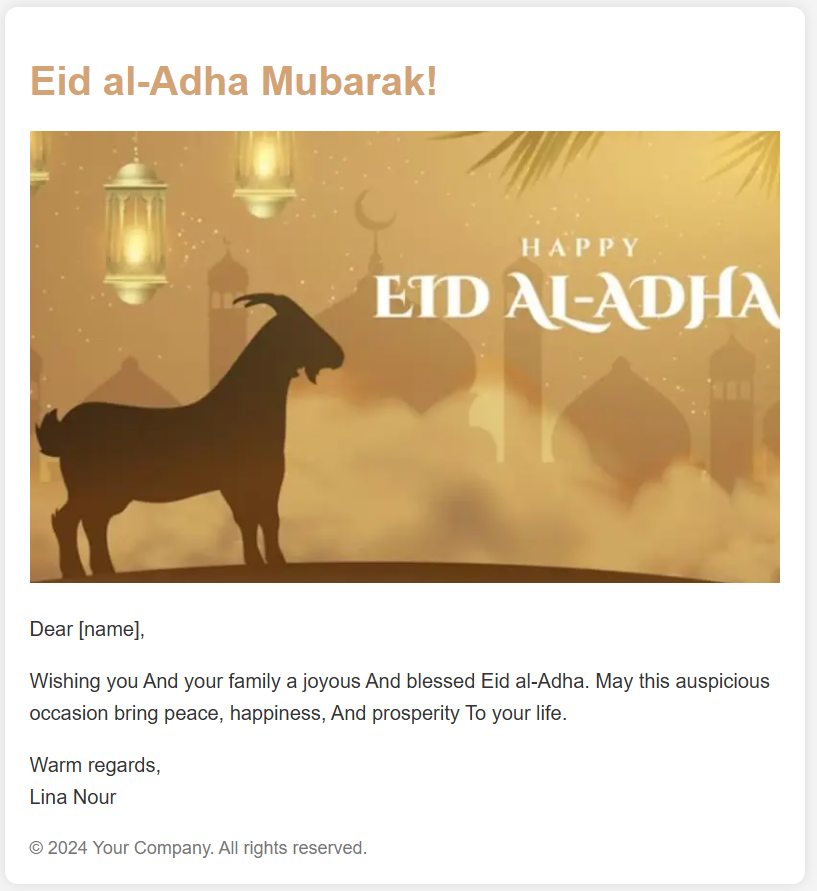 Eid al-Adha Mubarak!
HAPPY
EID AL-ADHA
Dear [name],
Wishing you And your family a joyous And blessed Eid al-Adha. May this auspicious
occasion bring peace, happiness, And prosperity To your life.
Warm regards,
Lina Nour
© 2024 Your Company. All rights reserved.